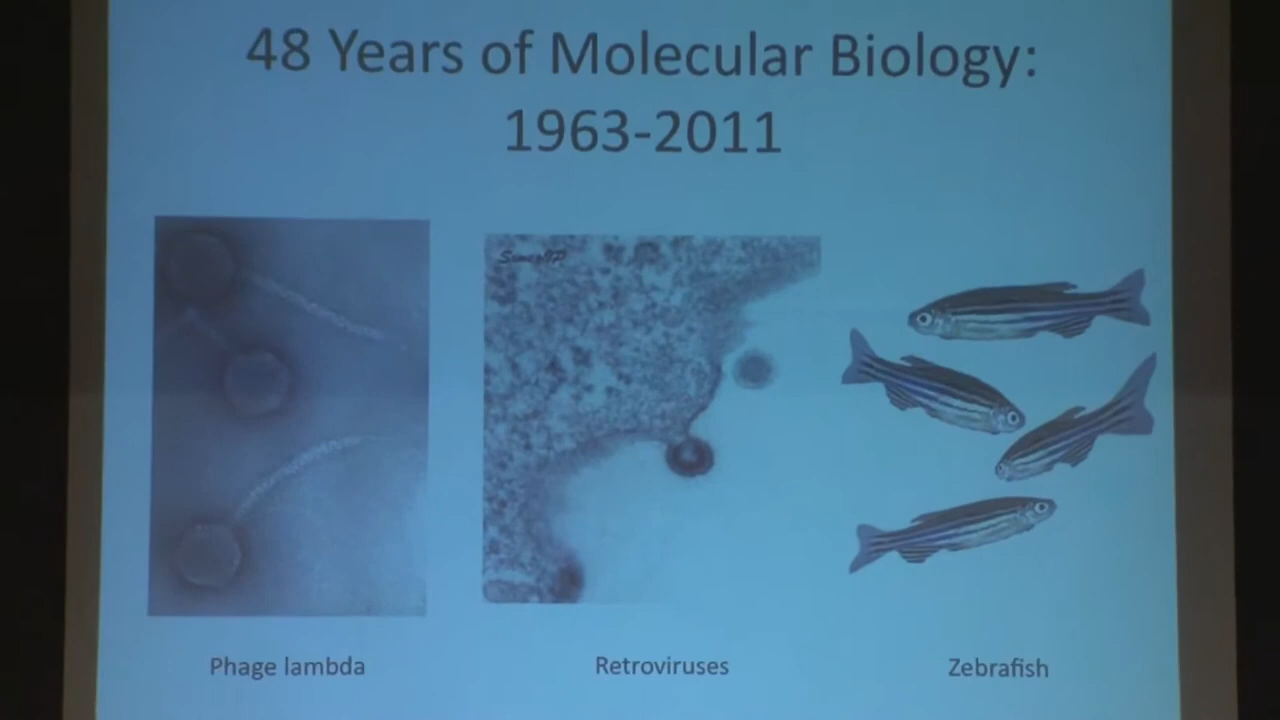 48 Years of Molecular Biology:
1963-2011
Phage lambda
Retroviruses
Zebrafish